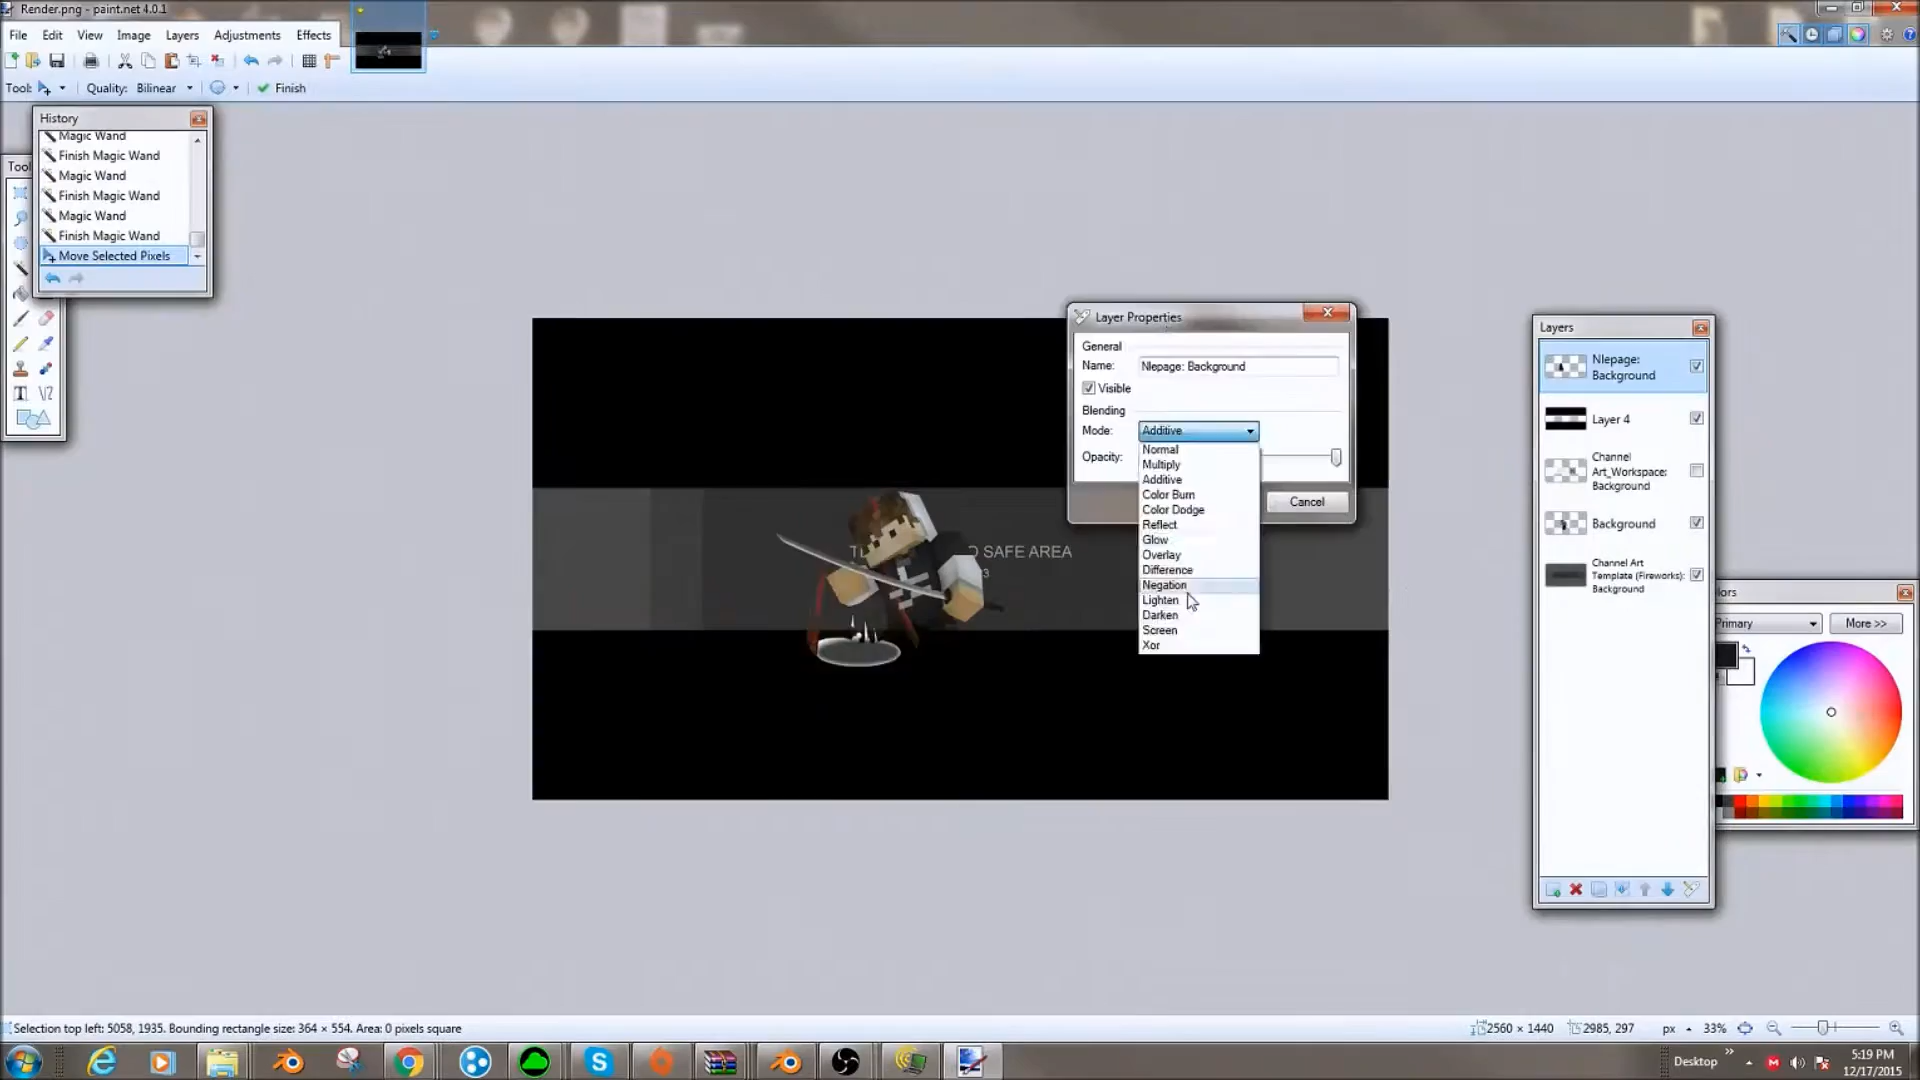 Render.png - paint.net 4.0.1
File Edit View Image Layers Adjustments Effects
Tool: Quality: Bilinear Finish
History
Magic Wand
Finish Magic Wand
Magic Wand
Finish Magic Wand
Magic Wand
Finish Magic Wand
Move Selected Pixels
Tool
Layer Properties
General
Name: Nlepage: Background
Visible
Blending
Mode: Additive
Opacity:
Normal
Multiply
Additive
Color Burn
Color Dodge
Reflect
Glow
Overlay
Difference
Negation
Lighten
Darken
Screen
Xor
Cancel
SAFE AREA
Layers
Nlepage:
Background
Layer 4
Channel
Art_Workspace:
Background
Background
Channel Art
Template (Fireworks):
Background
ors
Primary More >>
Selection top left: 5058, 1935. Bounding rectangle size: 364 × 554. Area: 0 pixels square
2560 × 1440 2985, 297 px 33%
Desktop
5:19 PM
12/17/2015